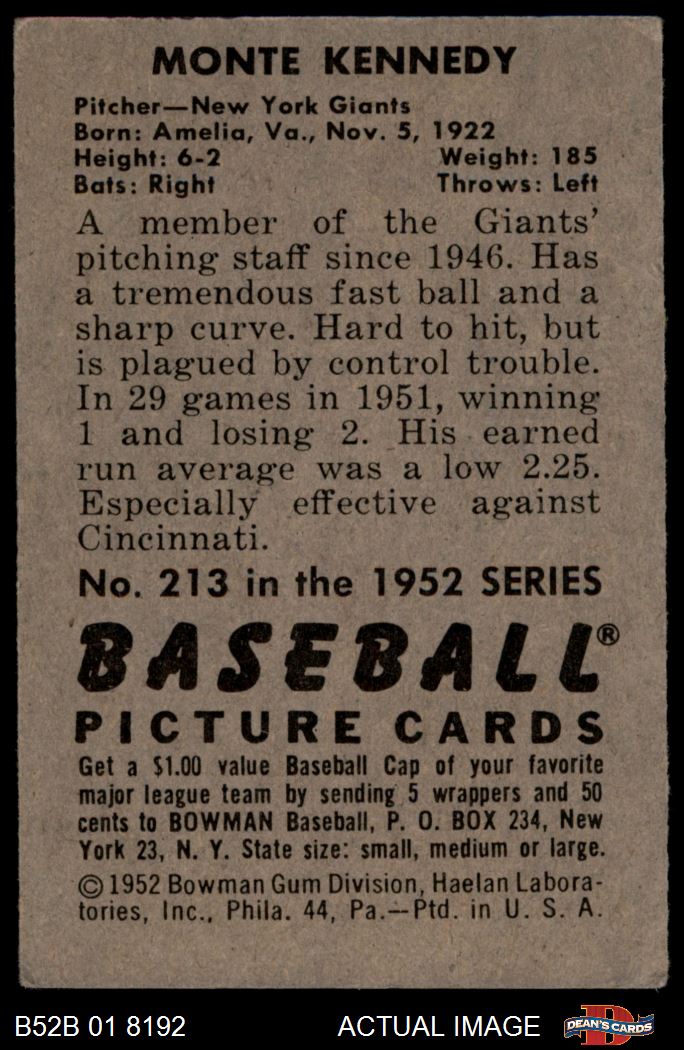 MONTE KENNEDY
Pitcher—New York Giants
Born: Amelia, Va., Nov. 5, 1922
Height: 6-2 Weight: 185
Bats: Right Throws: Left
A member of the Giants'
pitching staff since 1946. Has
a tremendous fast ball and a
sharp curve. Hard to hit, but
is plagued by control trouble.
In 29 games in 1951, winning
1 and losing 2. His earned
run average was a low 2.25.
Especially effective against
Cincinnati.
No. 213 in the 1952 SERIES
BASEBALL®
PICTURE CARDS
Get a $1.00 value Baseball Cap of your favorite
major league team by sending 5 wrappers and 50
cents to BOWMAN Baseball, P. O. BOX 234, New
York 23, N. Y. State size: small, medium or large.
© 1952 Bowman Gum Division, Haelan Labora-
tories, Inc., Phila. 44, Pa.—Ptd. in U. S. A.
B52B 01 8192 ACTUAL IMAGE D DEAN'S CARDS